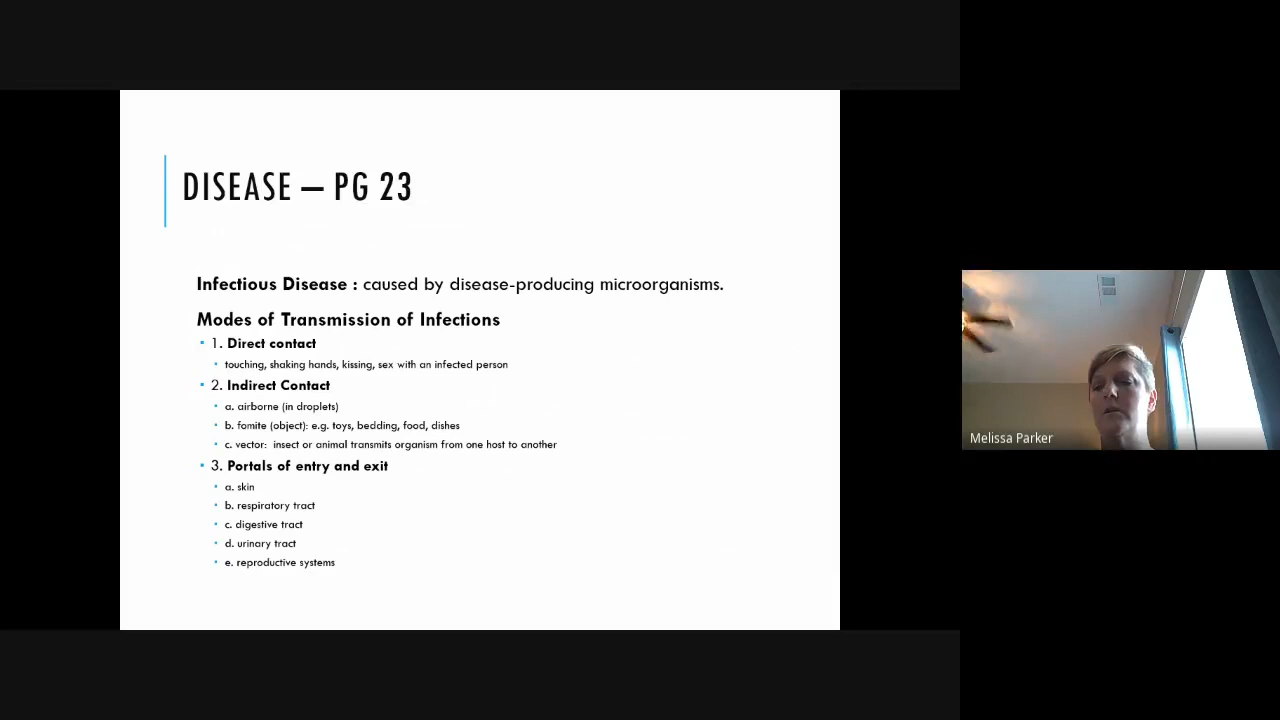 DISEASE – PG 23
Infectious Disease : caused by disease-producing microorganisms.
Modes of Transmission of Infections
▪ 1. Direct contact
▪ touching, shaking hands, kissing, sex with an infected person
▪ 2. Indirect Contact
▪ a. airborne (in droplets)
▪ b. fomite (object): e.g. toys, bedding, food, dishes
▪ c. vector:  insect or animal transmits organism from one host to another
▪ 3. Portals of entry and exit
▪ a. skin
▪ b. respiratory tract
▪ c. digestive tract
▪ d. urinary tract
▪ e. reproductive systems
Melissa Parker